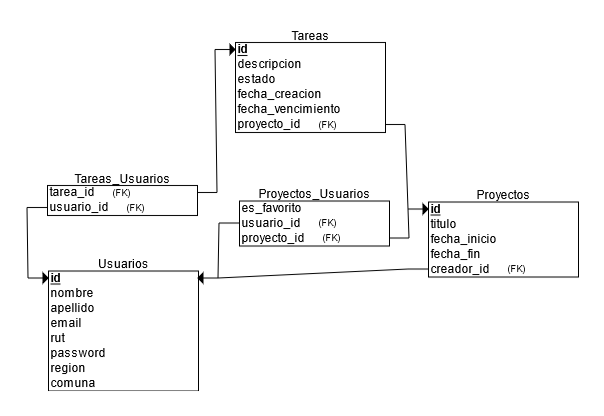 Tareas
id
descripcion
estado
fecha_creacion
fecha_vencimiento
proyecto_id (FK)
Tareas_Usuarios
tarea_id (FK)
usuario_id (FK)
Proyectos_Usuarios
es_favorito
usuario_id (FK)
proyecto_id (FK)
Proyectos
id
titulo
fecha_inicio
fecha_fin
creador_id (FK)
Usuarios
id
nombre
apellido
email
rut
password
region
comuna